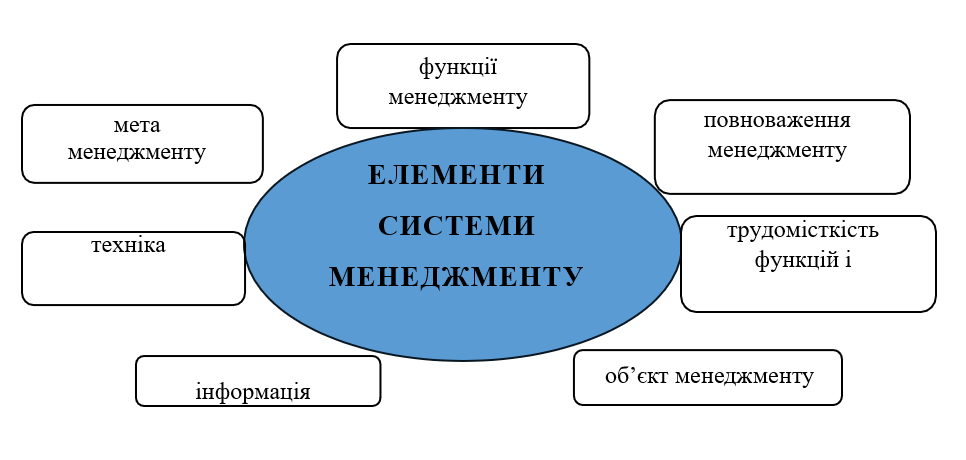 функції
менеджменту
мета
менеджменту
повноваження
менеджменту
ЕЛЕМЕНТИ
СИСТЕМИ
МЕНЕДЖМЕНТУ
техніка
трудомісткість
функцій і
інформація
об’єкт менеджменту